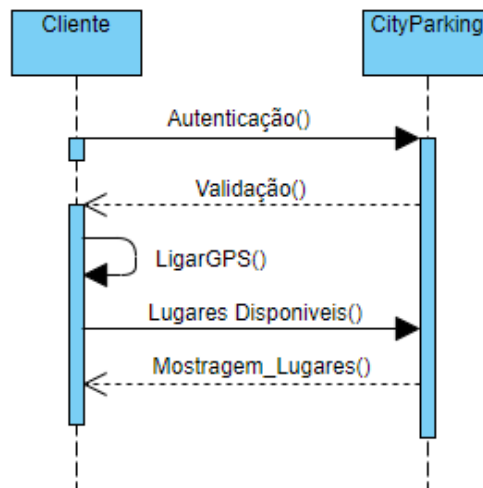 Cliente
CityParking
Autenticação()
Validação()
LigarGPS()
Lugares Disponiveis()
Mostragem_Lugares()